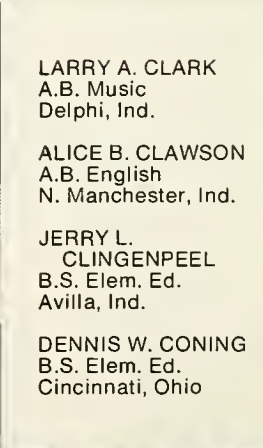 LARRY A. CLARK
A.B. Music
Delphi, Ind.
ALICE B. CLAWSON
A.B. English
N. Manchester, Ind.
JERRY L.
CLINGENPEEL
B.S. Elem. Ed.
Avilla, Ind.
DENNIS W. CONING
B.S. Elem. Ed.
Cincinnati, Ohio